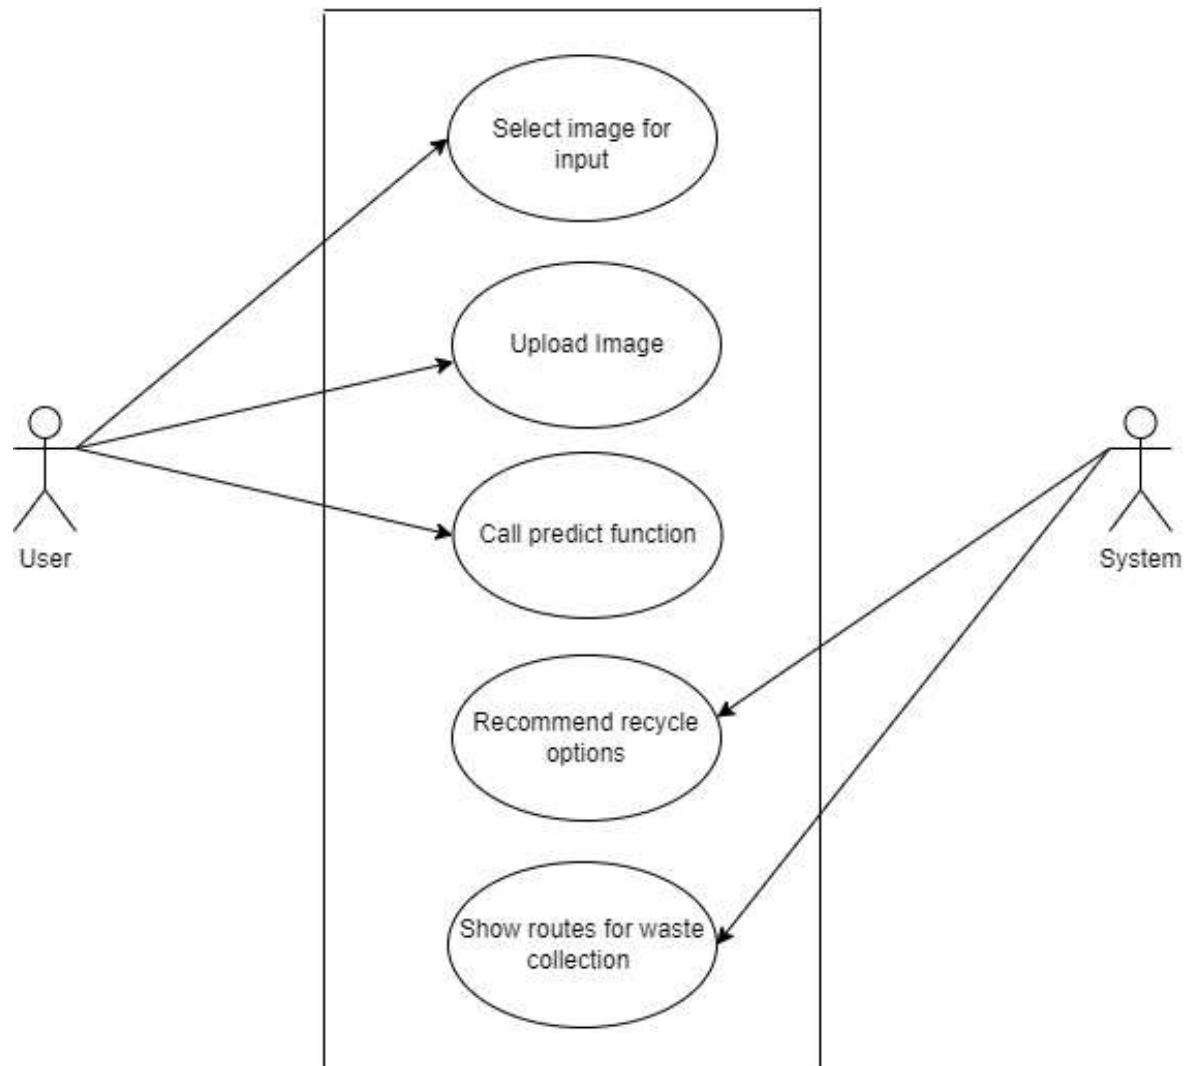 Select image for
input
Upload Image
Call predict function
User
System
Recommend recycle
options
Show routes for waste
collection